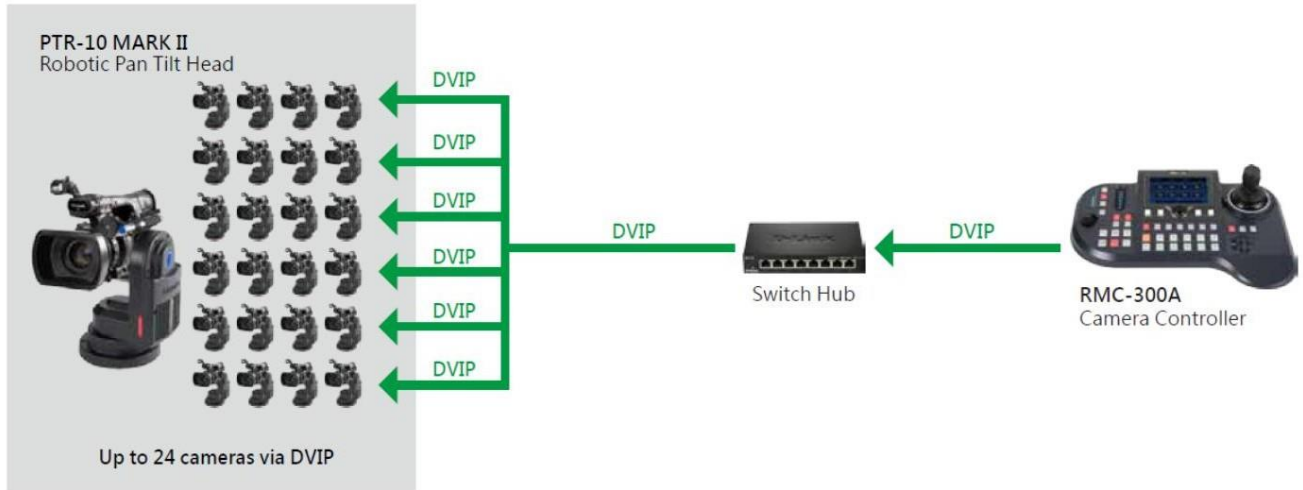 PTR-10 MARK II
Robotic Pan Tilt Head
DVIP
DVIP
DVIP
DVIP
DVIP
DVIP
DVIP
DVIP
D-Link
Switch Hub
RMC-300A
Camera Controller
Up to 24 cameras via DVIP